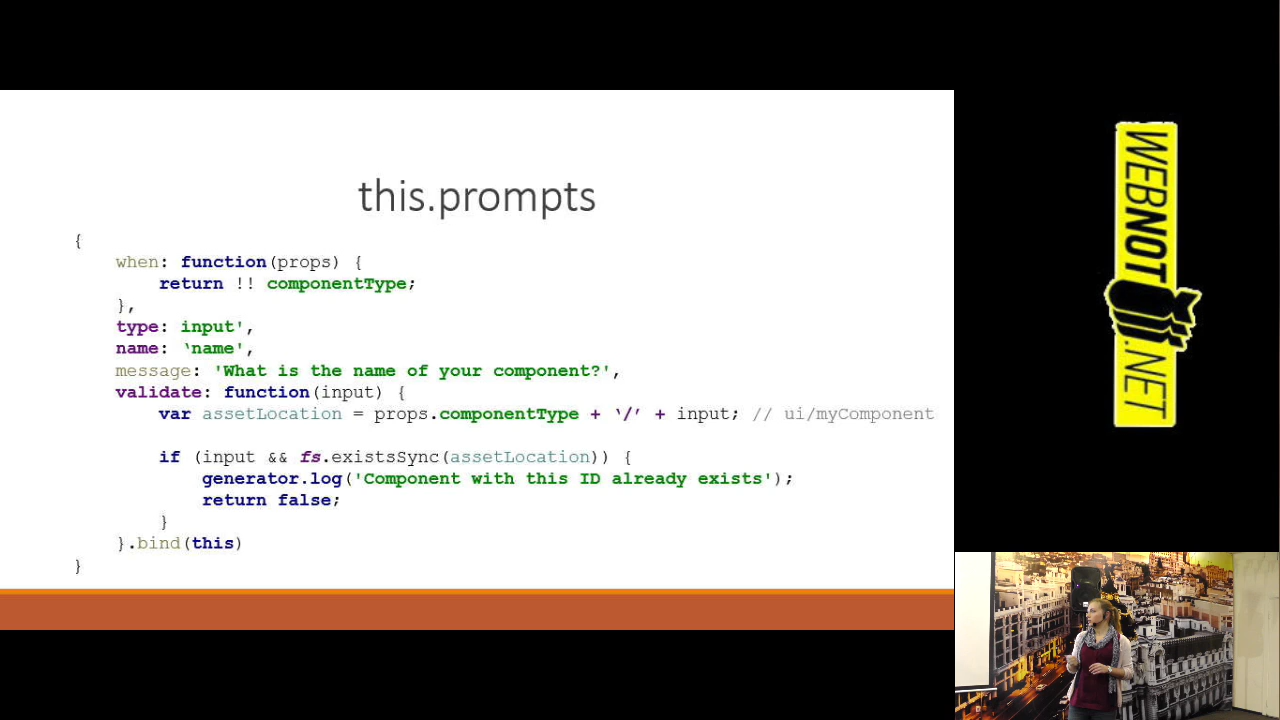 this.prompts
{
when: function(props) {
return !! componentType;
},
type: input',
name: ‘name',
message: 'What is the name of your component?',
validate: function(input) {
var assetLocation = props.componentType + ‘/’ + input; // ui/myComponent
if (input && fs.existsSync(assetLocation)) {
generator.log('Component with this ID already exists');
return false;
}
}.bind(this)
}
WEBNOT
.NET